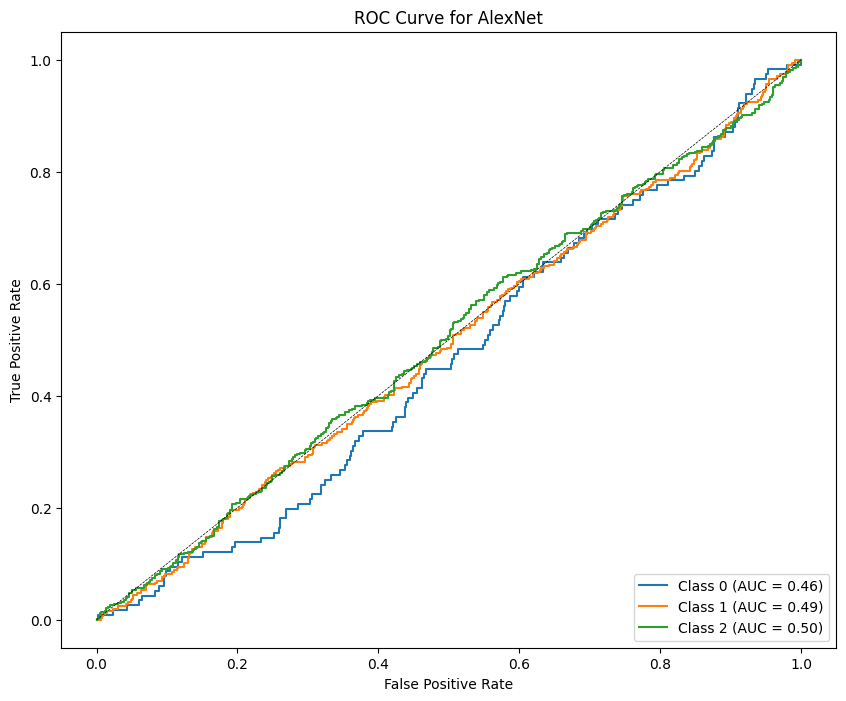 ROC Curve for AlexNet
True Positive Rate
1.0
0.8
0.6
0.4
0.2
0.0
0.0 0.2 0.4 0.6 0.8 1.0
False Positive Rate
Class 0 (AUC = 0.46)
Class 1 (AUC = 0.49)
Class 2 (AUC = 0.50)